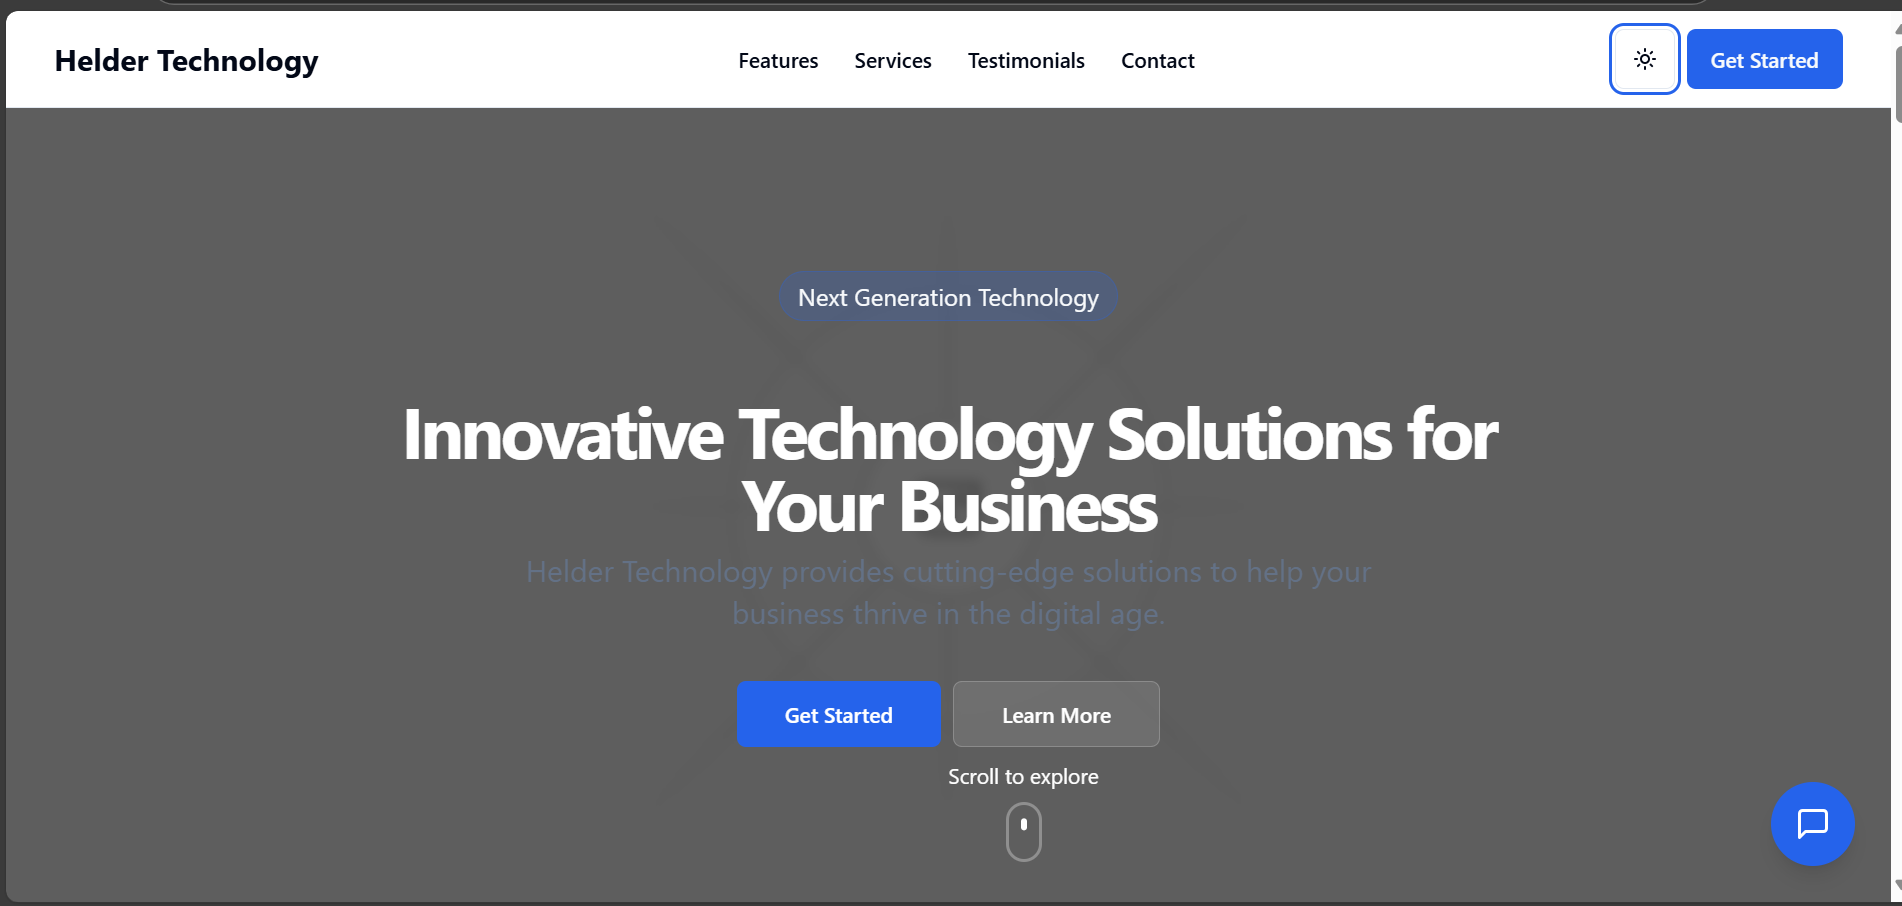 Helder Technology
Features
Services
Testimonials
Contact
Get Started
Next Generation Technology
Innovative Technology Solutions for
Your Business
Helder Technology provides cutting-edge solutions to help your
business thrive in the digital age.
Get Started
Learn More
Scroll to explore